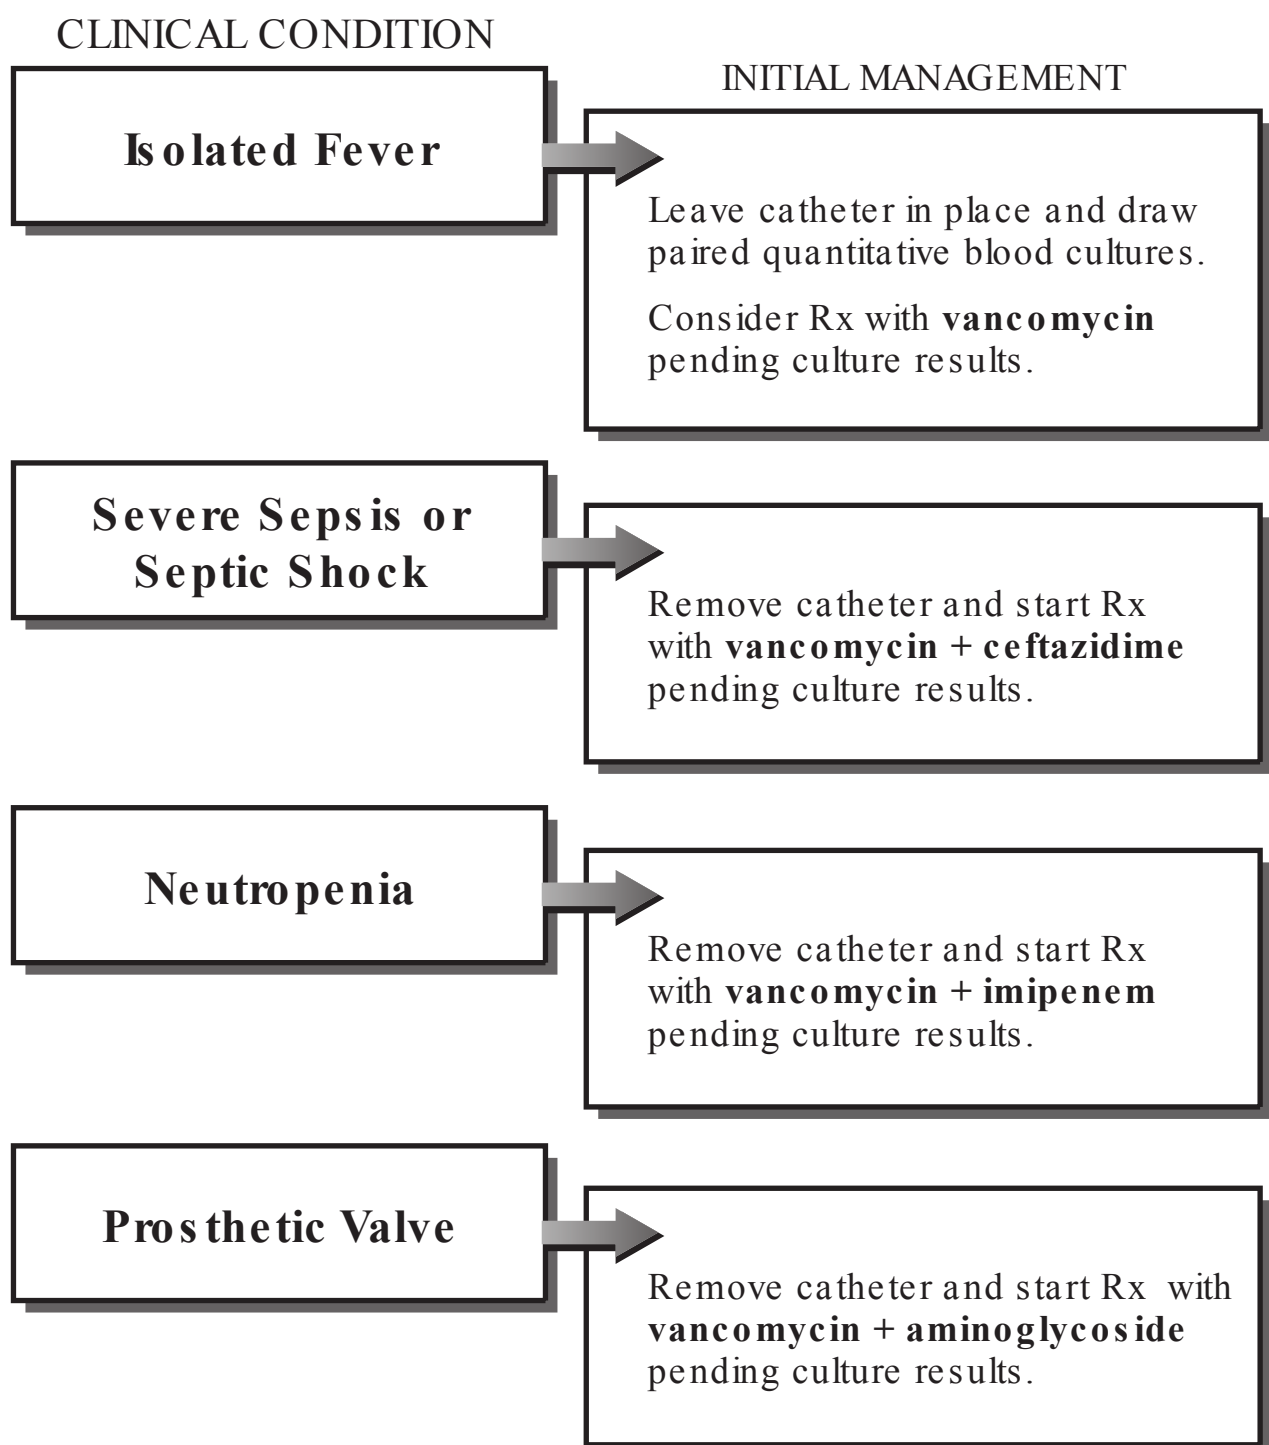 CLINICAL CONDITION
INITIAL MANAGEMENT
Isolated Fever
Leave catheter in place and draw
paired quantitative blood cultures.
Consider Rx with vancomycin
pending culture results.
Severe Sepsis or
Septic Shock
Remove catheter and start Rx
with vancomycin + ceftazidime
pending culture results.
Neutropenia
Remove catheter and start Rx
with vancomycin + imipenem
pending culture results.
Prosthetic Valve
Remove catheter and start Rx with
vancomycin + aminoglycoside
pending culture results.